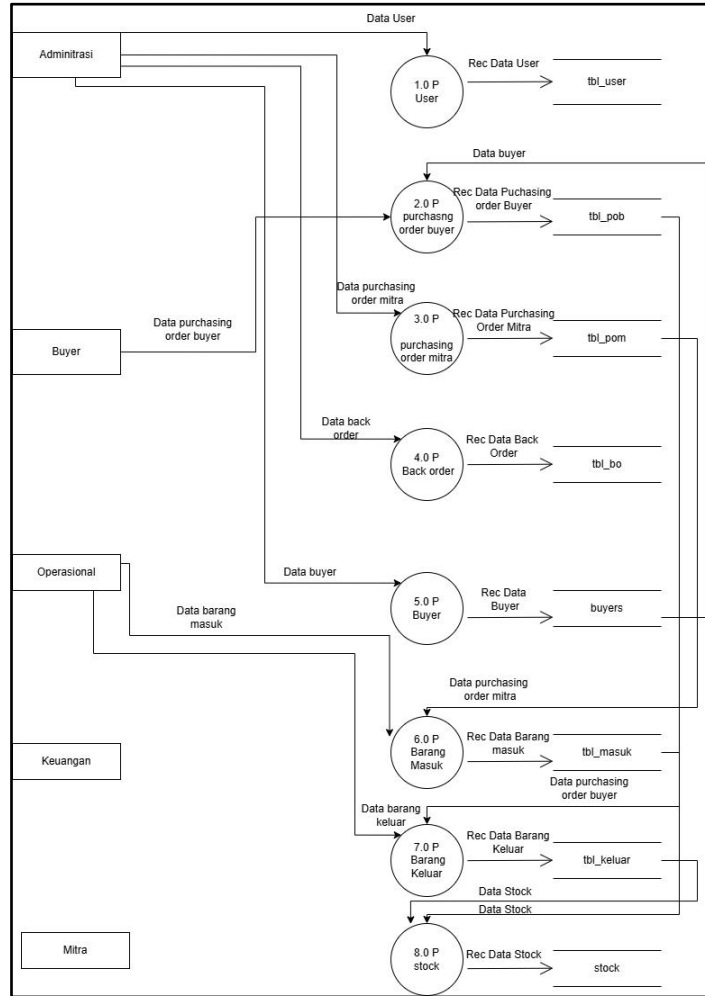 Data User
Adminitrasi
1.0 P
User
Rec Data User
tbl_user
Data buyer
2.0 P
purchasng
order buyer
Rec Data Puchasing
order Buyer
tbl_pob
Data purchasing
order mitra
3.0 P
purchasing
order mitra
Rec Data Purchasing
Order Mitra
tbl_pom
Data purchasing
order buyer
Buyer
Data back
order
4.0 P
Back order
Rec Data Back
Order
tbl_bo
Operasional
Data buyer
5.0 P
Buyer
Rec Data
Buyer
buyers
Data barang
masuk
Data purchasing
order mitra
6.0 P
Barang
Masuk
Rec Data Barang
masuk
tbl_masuk
Keuangan
Data purchasing
order buyer
Data barang
keluar
7.0 P
Barang
Keluar
Rec Data Barang
Keluar
tbl_keluar
Data Stock
Data Stock
Mitra
8.0 P
stock
Rec Data Stock
stock